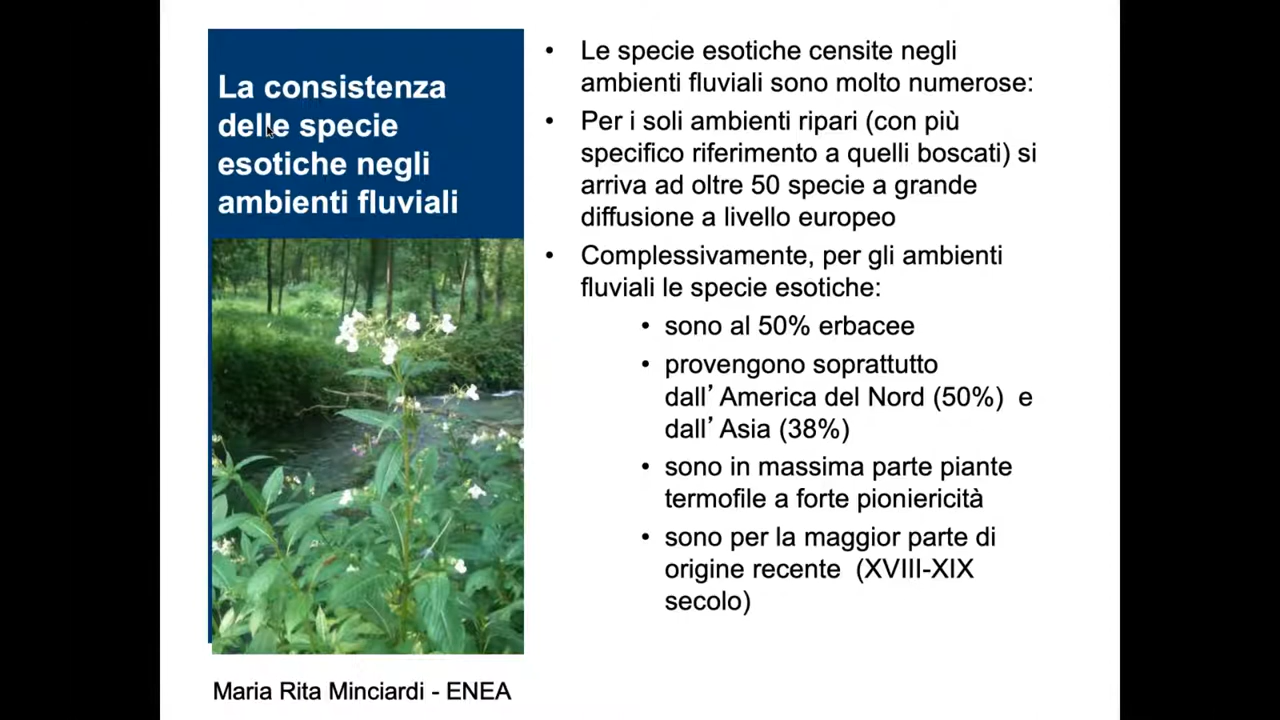 La consistenza
delle specie
esotiche negli
ambienti fluviali
• Le specie esotiche censite negli
ambienti fluviali sono molto numerose:
• Per i soli ambienti ripari (con più
specifico riferimento a quelli boscati) si
arriva ad oltre 50 specie a grande
diffusione a livello europeo
• Complessivamente, per gli ambienti
fluviali le specie esotiche:
• sono al 50% erbacee
• provengono soprattutto
dall’America del Nord (50%) e
dall’Asia (38%)
• sono in massima parte piante
termofile a forte pioniericità
• sono per la maggior parte di
origine recente (XVIII-XIX
secolo)
Maria Rita Minciardi - ENEA